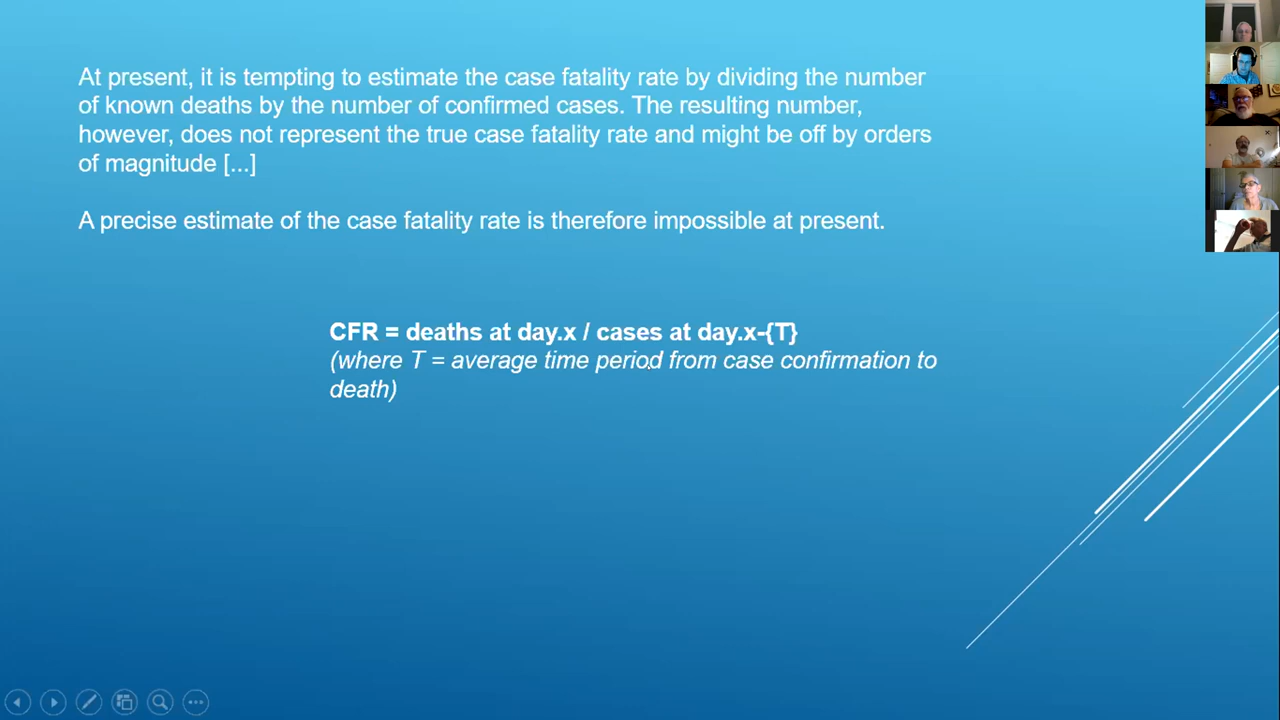 At present, it is tempting to estimate the case fatality rate by dividing the number
of known deaths by the number of confirmed cases. The resulting number,
however, does not represent the true case fatality rate and might be off by orders
of magnitude [...]
A precise estimate of the case fatality rate is therefore impossible at present.
CFR = deaths at day.x / cases at day.x-{T}
(where T = average time period from case confirmation to
death)